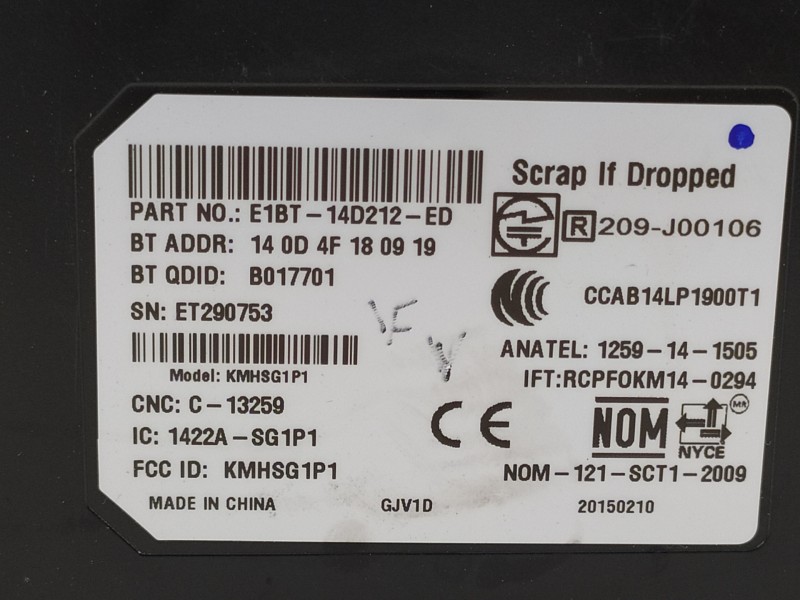 Scrap If Dropped
PART NO.: E1BT-14D212-ED
R 209-J00106
BT ADDR: 14 0D 4F 18 09 19
BT QDID: B017701
CCAB14LP1900T1
SN: ET290753
ANATEL: 1259-14-1505
Model: KMHSG1P1
IFT:RCPFOKM14-0294
CNC: C-13259
CE
NOM
NYCE
IC: 1422A-SG1P1
FCC ID: KMHSG1P1
NOM-121-SCT1-2009
MADE IN CHINA
GJV1D
20150210